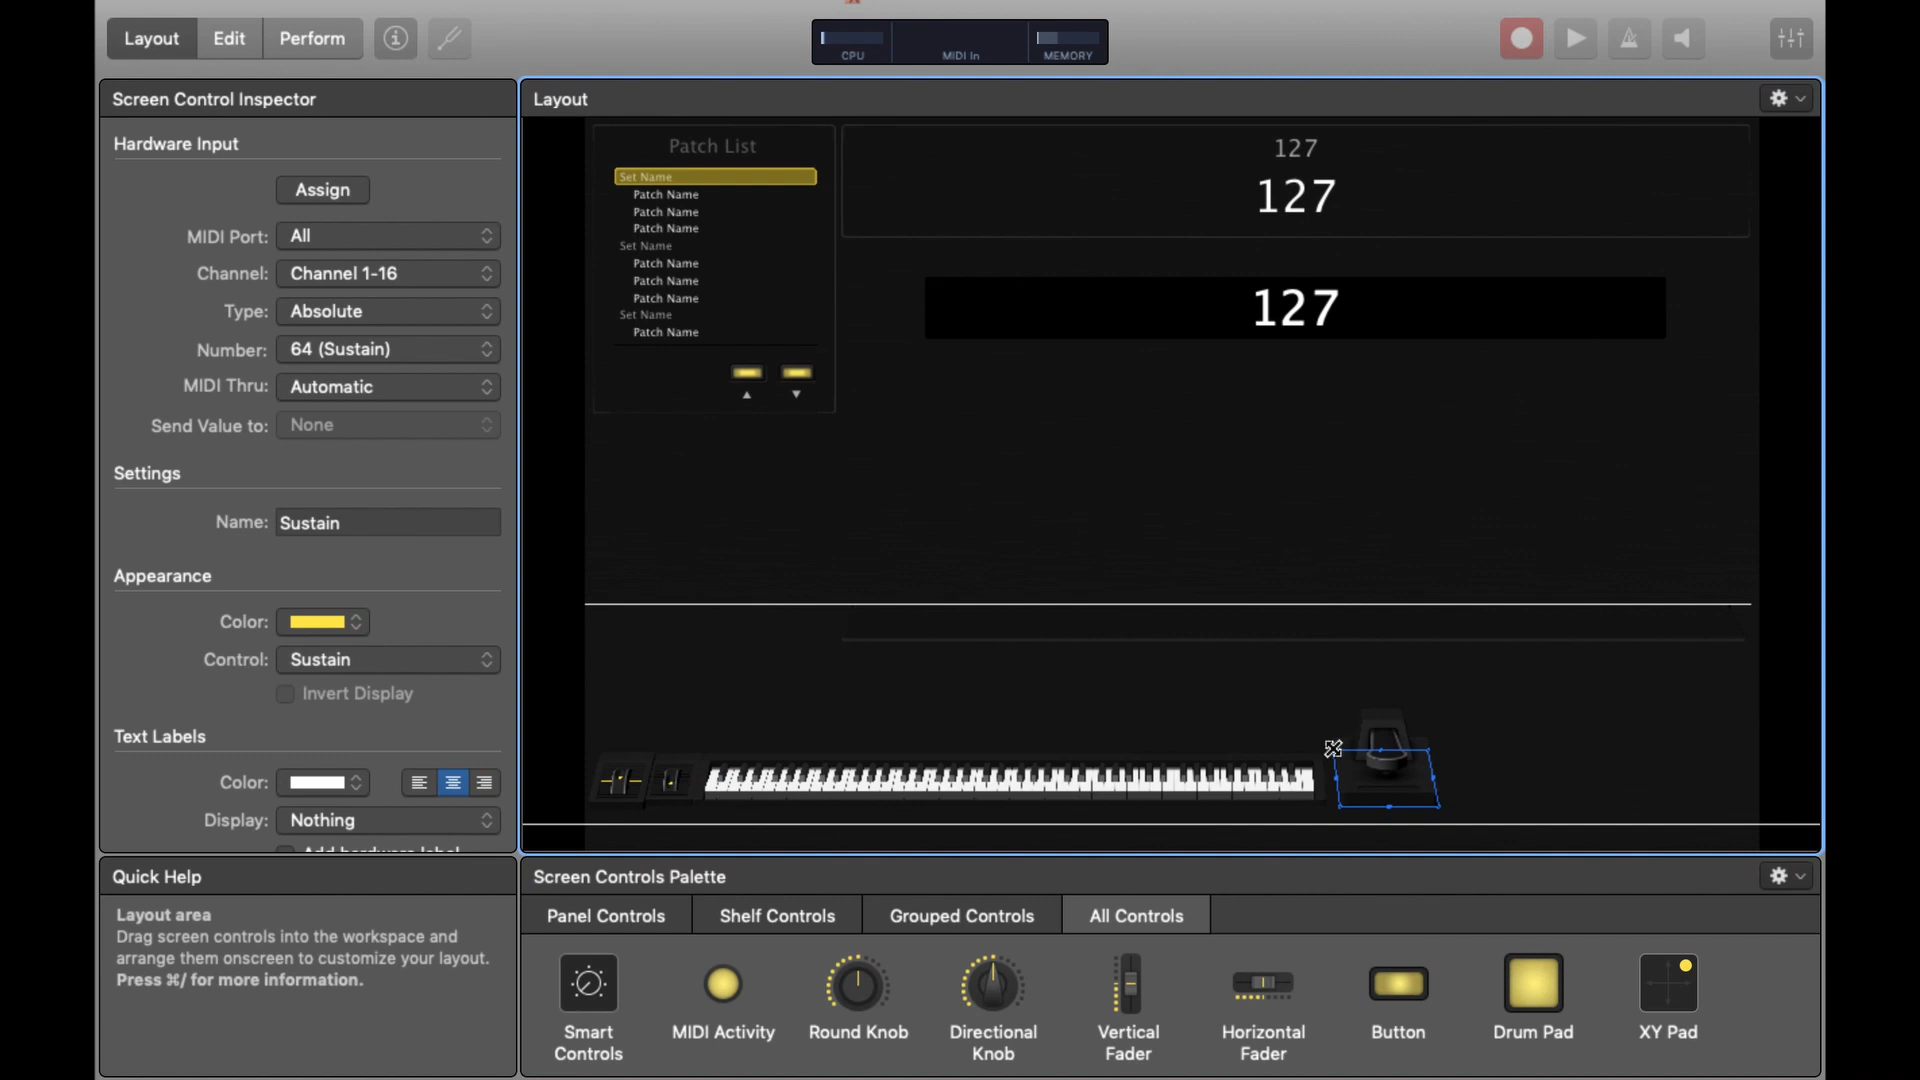 Layout
Edit
Perform
CPU
MIDI In
MEMORY
Screen Control Inspector
Hardware Input
Assign
MIDI Port: All
Channel: Channel 1-16
Type: Absolute
Number: 64 (Sustain)
MIDI Thru: Automatic
Send Value to: None
Settings
Name: Sustain
Appearance
Color:
Control: Sustain
Invert Display
Text Labels
Color:
Display: Nothing
Add hardware label
Quick Help
Layout area
Drag screen controls into the workspace and
arrange them onscreen to customize your layout.
Press ⌘/ for more information.
Layout
Patch List
Set Name
Patch Name
Patch Name
Patch Name
Set Name
Patch Name
Patch Name
Patch Name
Set Name
Patch Name
127
127
127
Screen Controls Palette
Panel Controls
Shelf Controls
Grouped Controls
All Controls
Smart
Controls
MIDI Activity
Round Knob
Directional
Knob
Vertical
Fader
Horizontal
Fader
Button
Drum Pad
XY Pad